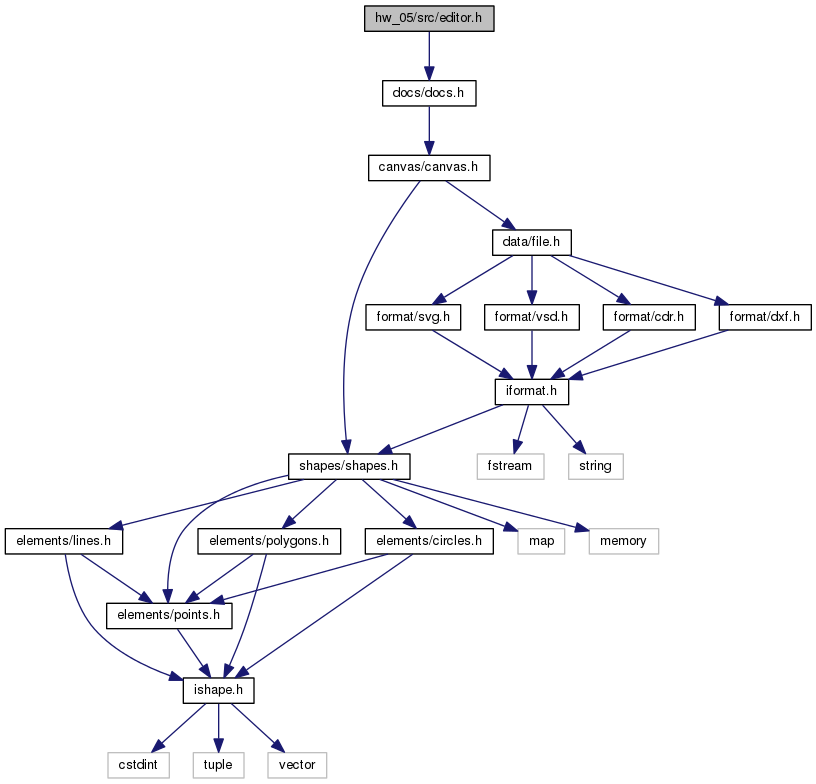 hw_05/src/editor.h
docs/docs.h
canvas/canvas.h
data/file.h
format/svg.h
format/vsd.h
format/cdr.h
format/dxf.h
iformat.h
shapes/shapes.h
fstream
string
elements/lines.h
elements/polygons.h
elements/circles.h
map
memory
elements/points.h
ishape.h
cstdint
tuple
vector